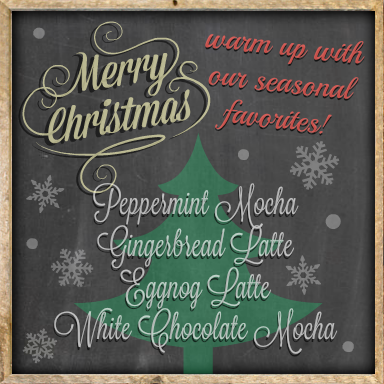 Merry
Christmas
warm up with
our seasonal
favorites!
Peppermint Mocha
Gingerbread Latte
Eggnog Latte
White Chocolate Mocha